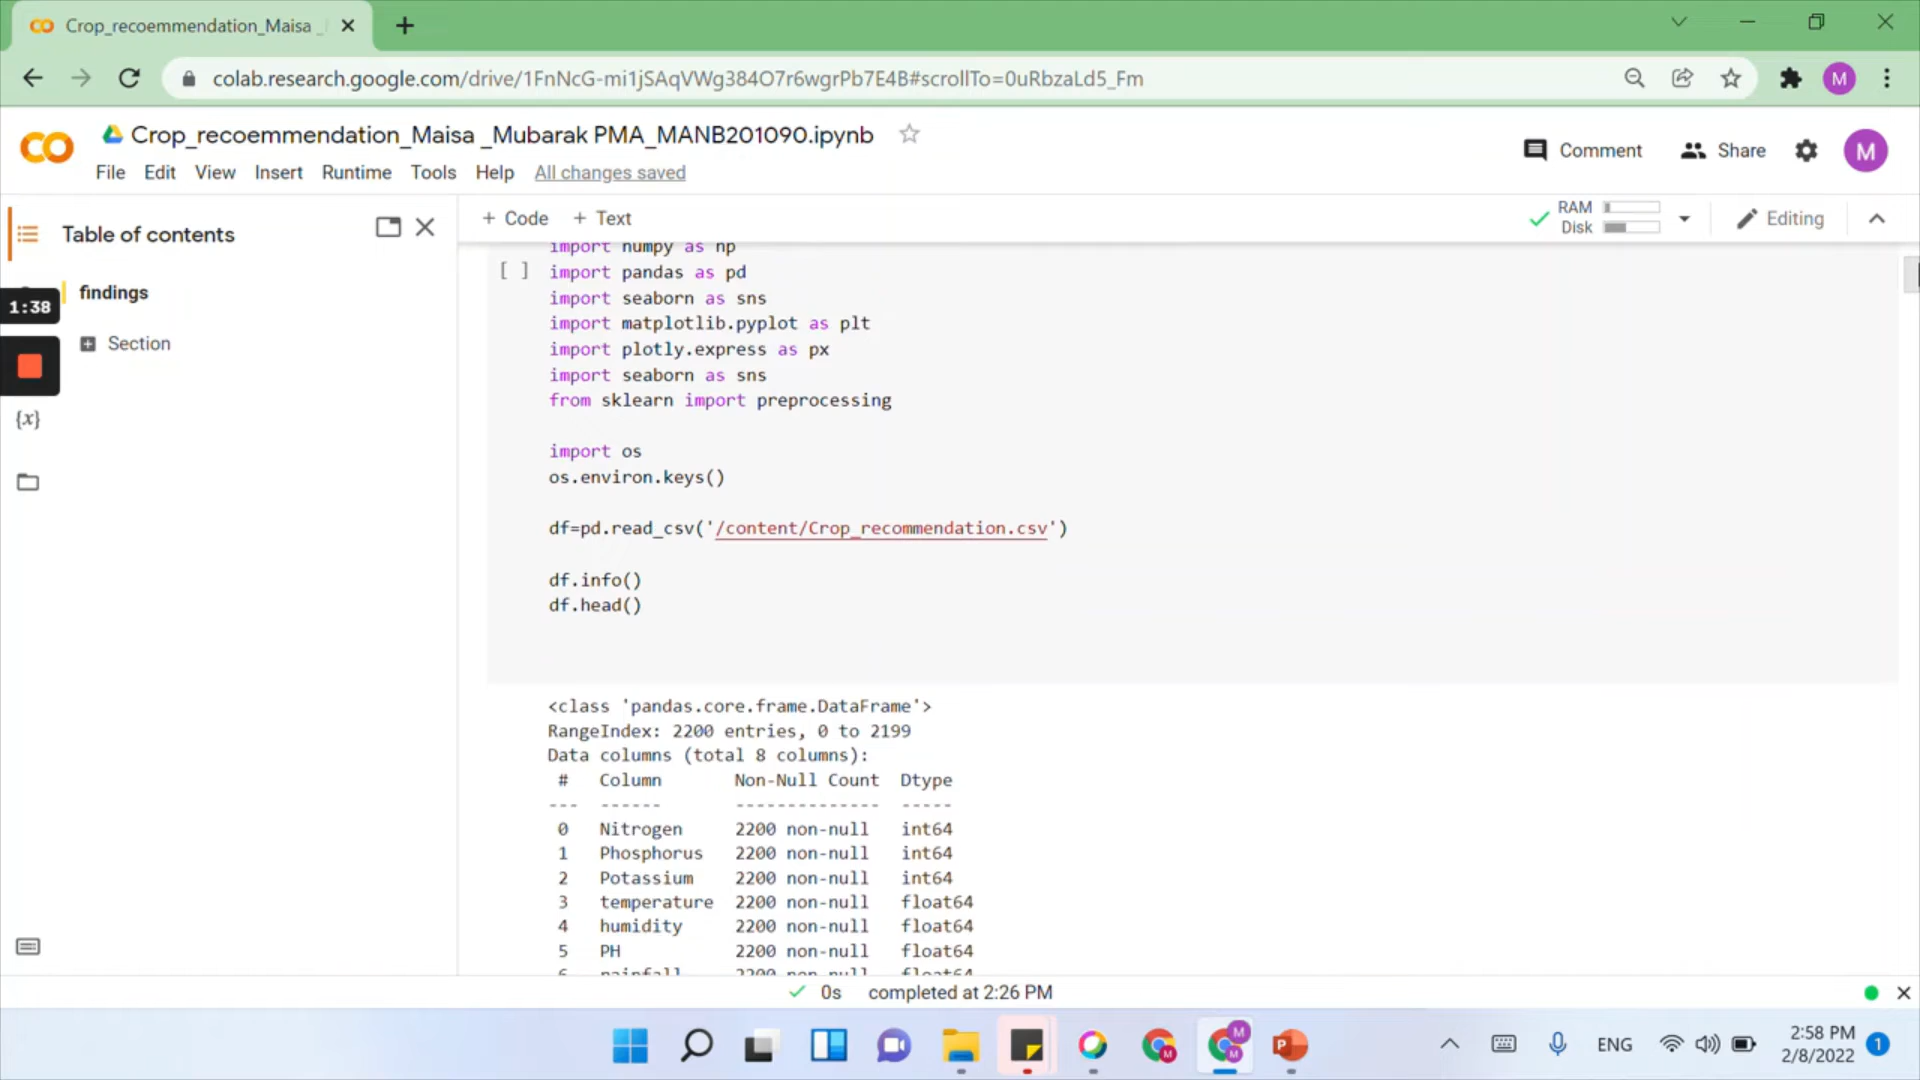 Crop_recoemmendation_Maisa _
colab.research.google.com/drive/1FnNcG-mi1jSAqVWg384O7r6wgrPb7E4B#scrollTo=0uRbzaLd5_Fm
M
Crop_recoemmendation_Maisa _Mubarak PMA_MANB201090.ipynb
Comment
Share
M
File Edit View Insert Runtime Tools Help All changes saved
Table of contents
+ Code + Text
RAM
Disk
Editing
findings
1:38
+ Section
{x}
import numpy as np
[ ] import pandas as pd
import seaborn as sns
import matplotlib.pyplot as plt
import plotly.express as px
import seaborn as sns
from sklearn import preprocessing
import os
os.environ.keys()
df=pd.read_csv('/content/Crop_recommendation.csv')
df.info()
df.head()
<class 'pandas.core.frame.DataFrame'>
RangeIndex: 2200 entries, 0 to 2199
Data columns (total 8 columns):
# Column Non-Null Count Dtype
--- ------ -------------- -----
0 Nitrogen 2200 non-null int64
1 Phosphorus 2200 non-null int64
2 Potassium 2200 non-null int64
3 temperature 2200 non-null float64
4 humidity 2200 non-null float64
5 PH 2200 non-null float64
6 rainfall 2200 non-null float64
0s completed at 2:26 PM
M
M
M
P
ENG
2:58 PM
2/8/2022
1